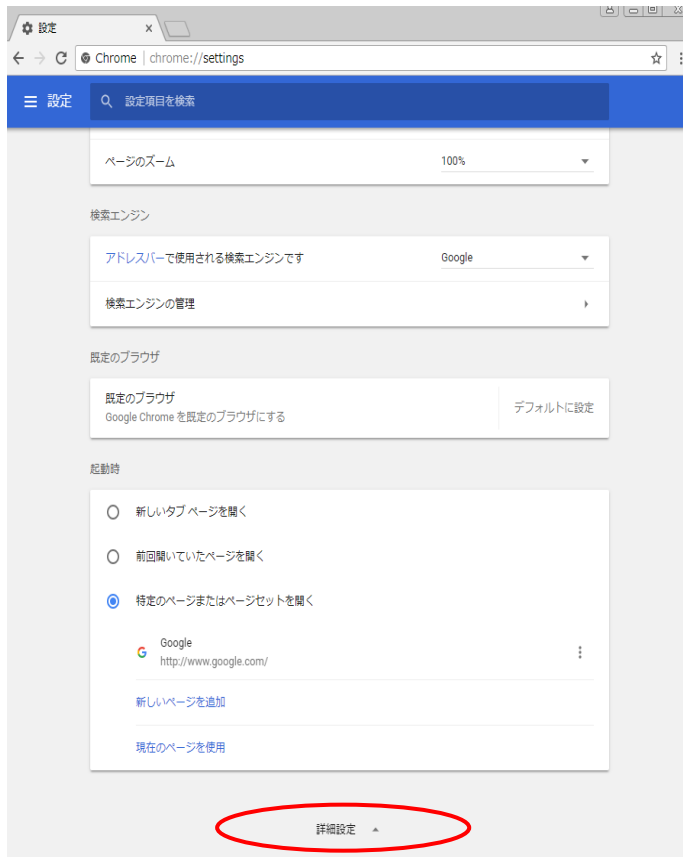 設定
Chrome | chrome://settings
設定
設定項目を検索
ページのズーム
100%
検索エンジン
アドレスバーで使用される検索エンジンです
Google
検索エンジンの管理
既定のブラウザ
既定のブラウザ
Google Chrome を既定のブラウザにする
デフォルトに設定
起動時
新しいタブ ページを開く
前回開いていたページを開く
特定のページまたはページセットを開く
Google
http://www.google.com/
新しいページを追加
現在のページを使用
詳細設定